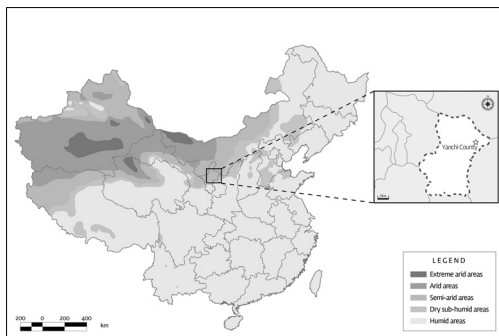 Yanchi County
LEGEND
Extreme arid areas
Arid areas
Semi-arid areas
Dry sub-humid areas
Humid areas
200 0 200 400 km